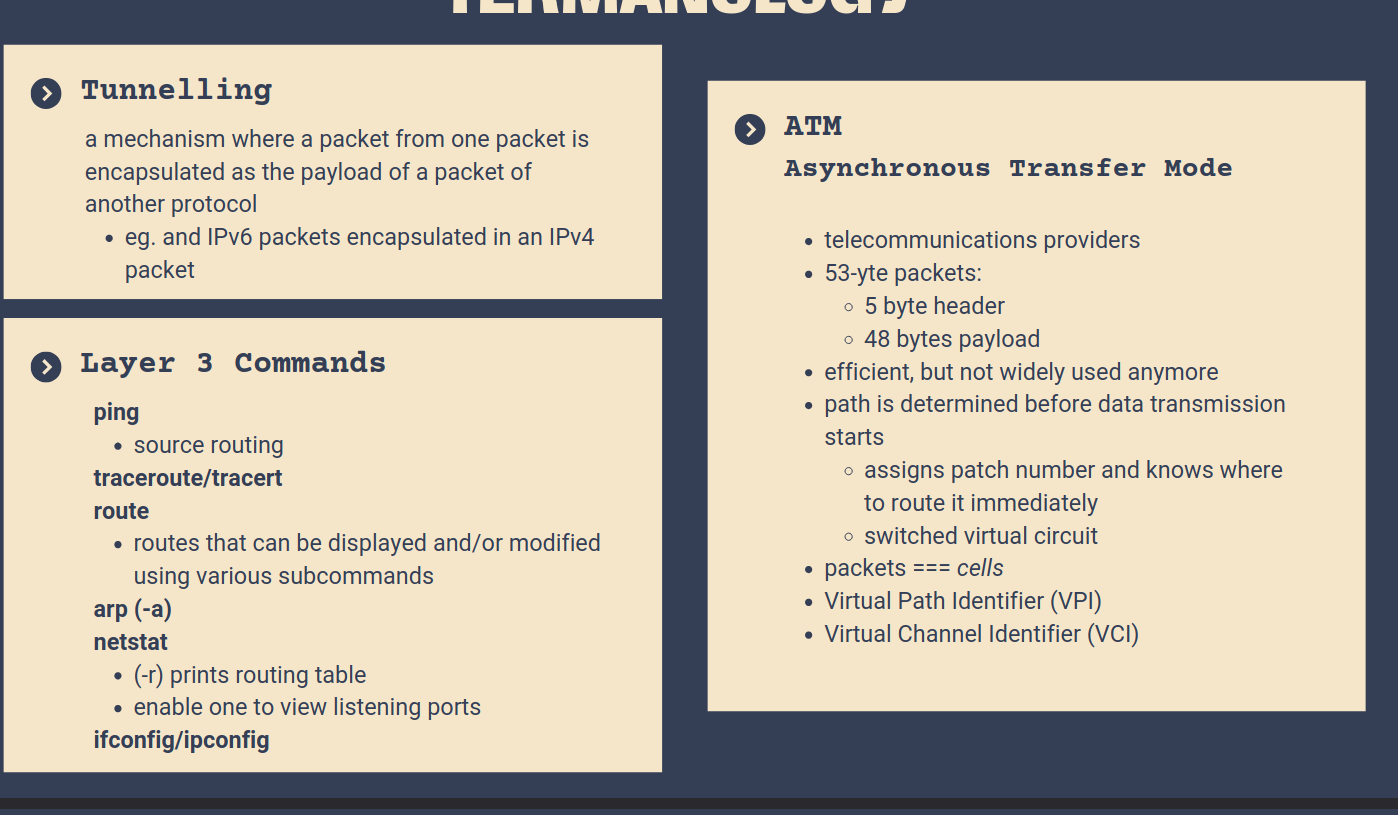 TERMANOLOGY
Tunnelling
a mechanism where a packet from one packet is
encapsulated as the payload of a packet of
another protocol
eg. and IPv6 packets encapsulated in an IPv4
packet
Layer 3 Commands
ping
source routing
traceroute/tracert
route
routes that can be displayed and/or modified
using various subcommands
arp (-a)
netstat
(-r) prints routing table
enable one to view listening ports
ifconfig/ipconfig
ATM
Asynchronous Transfer Mode
telecommunications providers
53-yte packets:
5 byte header
48 bytes payload
efficient, but not widely used anymore
path is determined before data transmission
starts
assigns patch number and knows where
to route it immediately
switched virtual circuit
packets === cells
Virtual Path Identifier (VPI)
Virtual Channel Identifier (VCI)